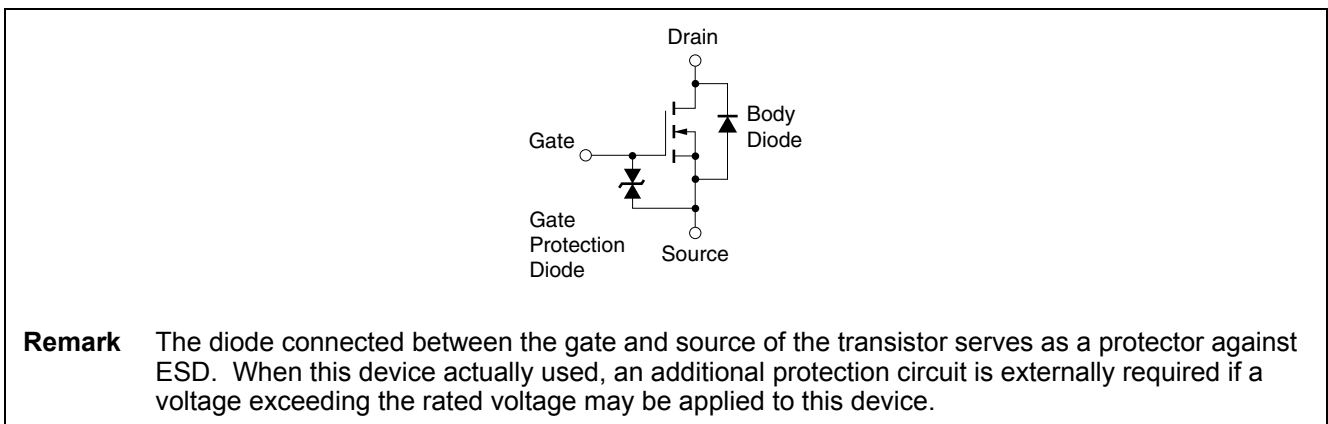 Drain
Body
Diode
Gate
Gate
Protection
Diode
Source
Remark The diode connected between the gate and source of the transistor serves as a protector against
ESD. When this device actually used, an additional protection circuit is externally required if a
voltage exceeding the rated voltage may be applied to this device.